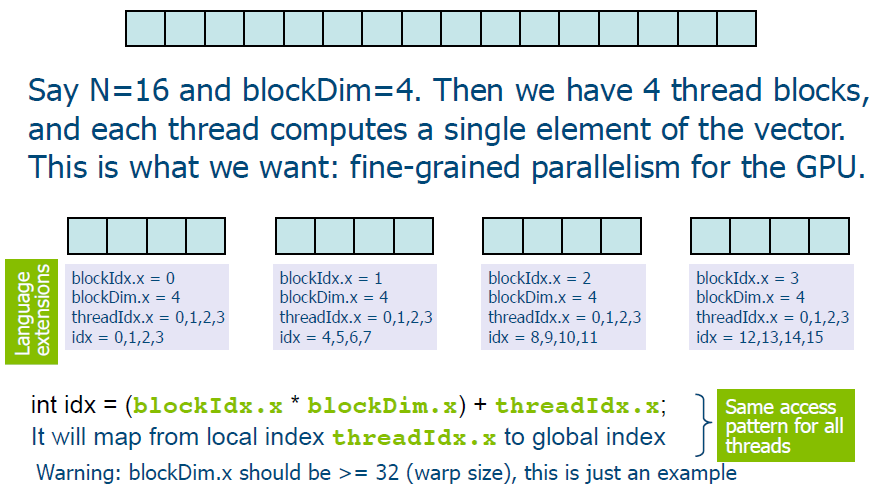 Say N=16 and blockDim=4. Then we have 4 thread blocks,
and each thread computes a single element of the vector.
This is what we want: fine-grained parallelism for the GPU.
Language
extensions
blockIdx.x = 0
blockDim.x = 4
threadIdx.x = 0,1,2,3
idx = 0,1,2,3
blockIdx.x = 1
blockDim.x = 4
threadIdx.x = 0,1,2,3
idx = 4,5,6,7
blockIdx.x = 2
blockDim.x = 4
threadIdx.x = 0,1,2,3
idx = 8,9,10,11
blockIdx.x = 3
blockDim.x = 4
threadIdx.x = 0,1,2,3
idx = 12,13,14,15
int idx = (blockIdx.x * blockDim.x) + threadIdx.x;
It will map from local index threadIdx.x to global index
Same access
pattern for all
threads
Warning: blockDim.x should be >= 32 (warp size), this is just an example